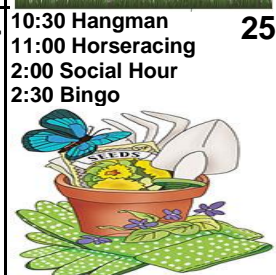 10:30 Hangman
25
11:00 Horseracing
2:00 Social Hour
2:30 Bingo
SEEDS